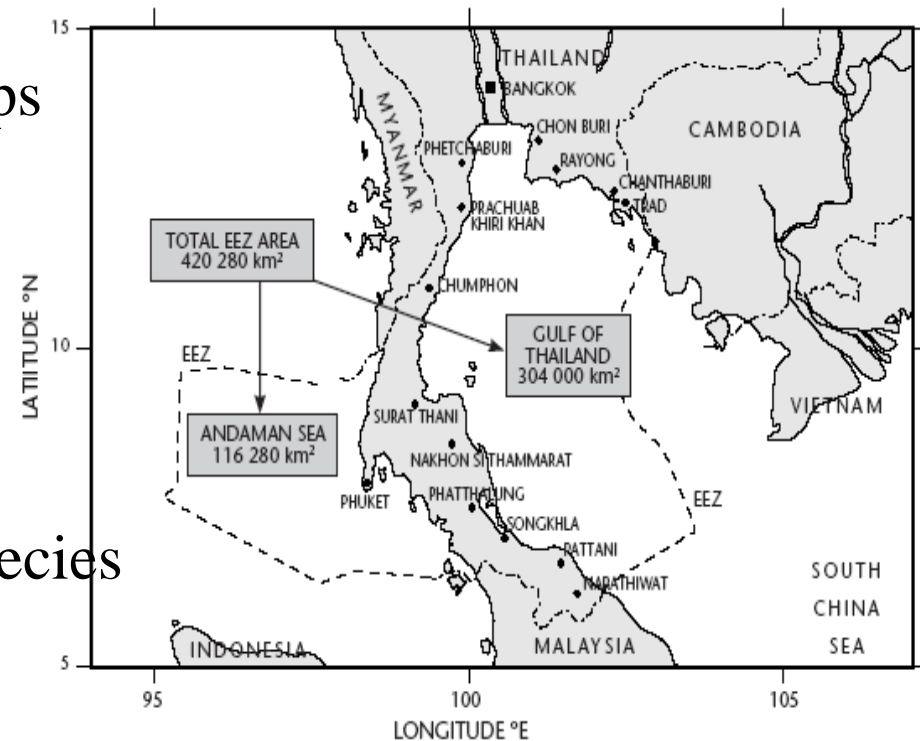 ps
ecies
15
THAILAND
BANGKOK
MYANMAR
CHON BURI
CAMBODIA
PHETCHABURI
RAYONG
CHANTHABURI
TRAD
PRACHUAB
KHIRI KHAN
TOTAL EEZ AREA
420 280 km²
CHUMPHON
LATITUDE °N
10
EEZ
GULF OF
THAILAND
304 000 km²
VIETNAM
SURAT THANI
ANDAMAN SEA
116 280 km²
NAKHON SI THAMMARAT
PHUKET
PHATTHALUNG
EEZ
SONGKHLA
PATTANI
SOUTH
CHINA
SEA
NARATHIWAT
INDONESIA
MALAYSIA
5
95
100
105
LONGITUDE °E